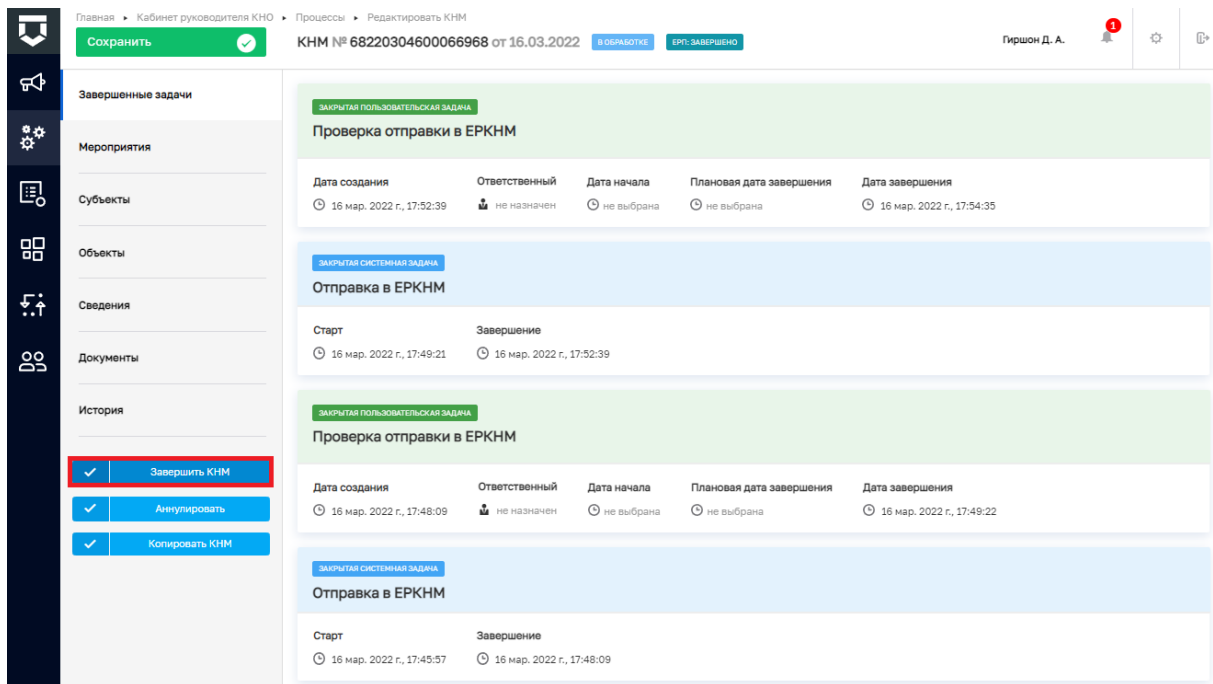 Главная ▸ Кабинет руководителя КНО ▸ Процессы ▸ Редактировать КНМ
Сохранить
КНМ № 68220304600066968 от 16.03.2022 В ОБРАБОТКЕ ЕРП: ЗАВЕРШЕНО
Гиршон Д. А.
1
Завершенные задачи
Мероприятия
Субъекты
Объекты
Сведения
Документы
История
Завершить КНМ
Аннулировать
Копировать КНМ
ЗАКРЫТАЯ ПОЛЬЗОВАТЕЛЬСКАЯ ЗАДАЧА
Проверка отправки в ЕРКНМ
Дата создания Ответственный Дата начала Плановая дата завершения Дата завершения
16 мар. 2022 г., 17:52:39 не назначен не выбрана не выбрана 16 мар. 2022 г., 17:54:35
ЗАКРЫТАЯ СИСТЕМНАЯ ЗАДАЧА
Отправка в ЕРКНМ
Старт Завершение
16 мар. 2022 г., 17:49:21 16 мар. 2022 г., 17:52:39
ЗАКРЫТАЯ ПОЛЬЗОВАТЕЛЬСКАЯ ЗАДАЧА
Проверка отправки в ЕРКНМ
Дата создания Ответственный Дата начала Плановая дата завершения Дата завершения
16 мар. 2022 г., 17:48:09 не назначен не выбрана не выбрана 16 мар. 2022 г., 17:49:22
ЗАКРЫТАЯ СИСТЕМНАЯ ЗАДАЧА
Отправка в ЕРКНМ
Старт Завершение
16 мар. 2022 г., 17:45:57 16 мар. 2022 г., 17:48:09